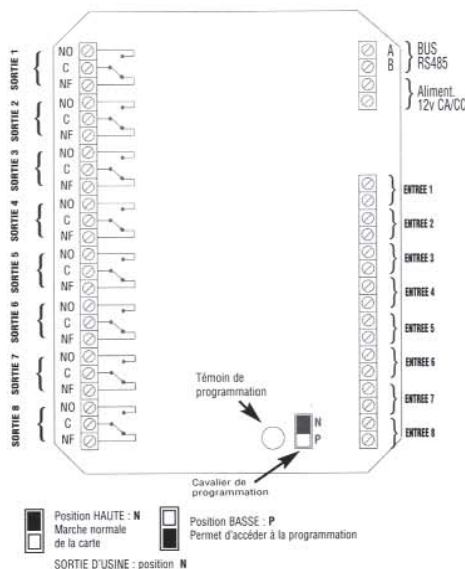 SORTIE 1
NO
C
NF
SORTIE 2
NO
C
NF
SORTIE 3
NO
C
NF
SORTIE 4
NO
C
NF
SORTIE 5
NO
C
NF
SORTIE 6
NO
C
NF
SORTIE 7
NO
C
NF
SORTIE 8
NO
C
NF
A
B
BUS
RS485
Aliment.
12v CA/CC
ENTREE 1
ENTREE 2
ENTREE 3
ENTREE 4
ENTREE 5
ENTREE 6
ENTREE 7
ENTREE 8
Témoin de
programmation
N
P
Cavalier de
programmation
Position HAUTE : N
Marche normale
de la carte
Position BASSE : P
Permet d'accéder à la programmation
SORTIE D'USINE : position N